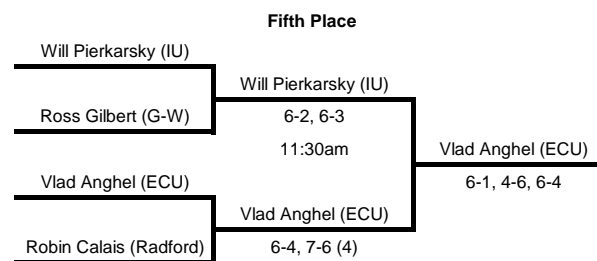 Fifth Place
Will Pierkarsky (IU)
Will Pierkarsky (IU)
Ross Gilbert (G-W)
6-2, 6-3
11:30am
Vlad Anghel (ECU)
Vlad Anghel (ECU)
6-1, 4-6, 6-4
Vlad Anghel (ECU)
Robin Calais (Radford)
6-4, 7-6 (4)